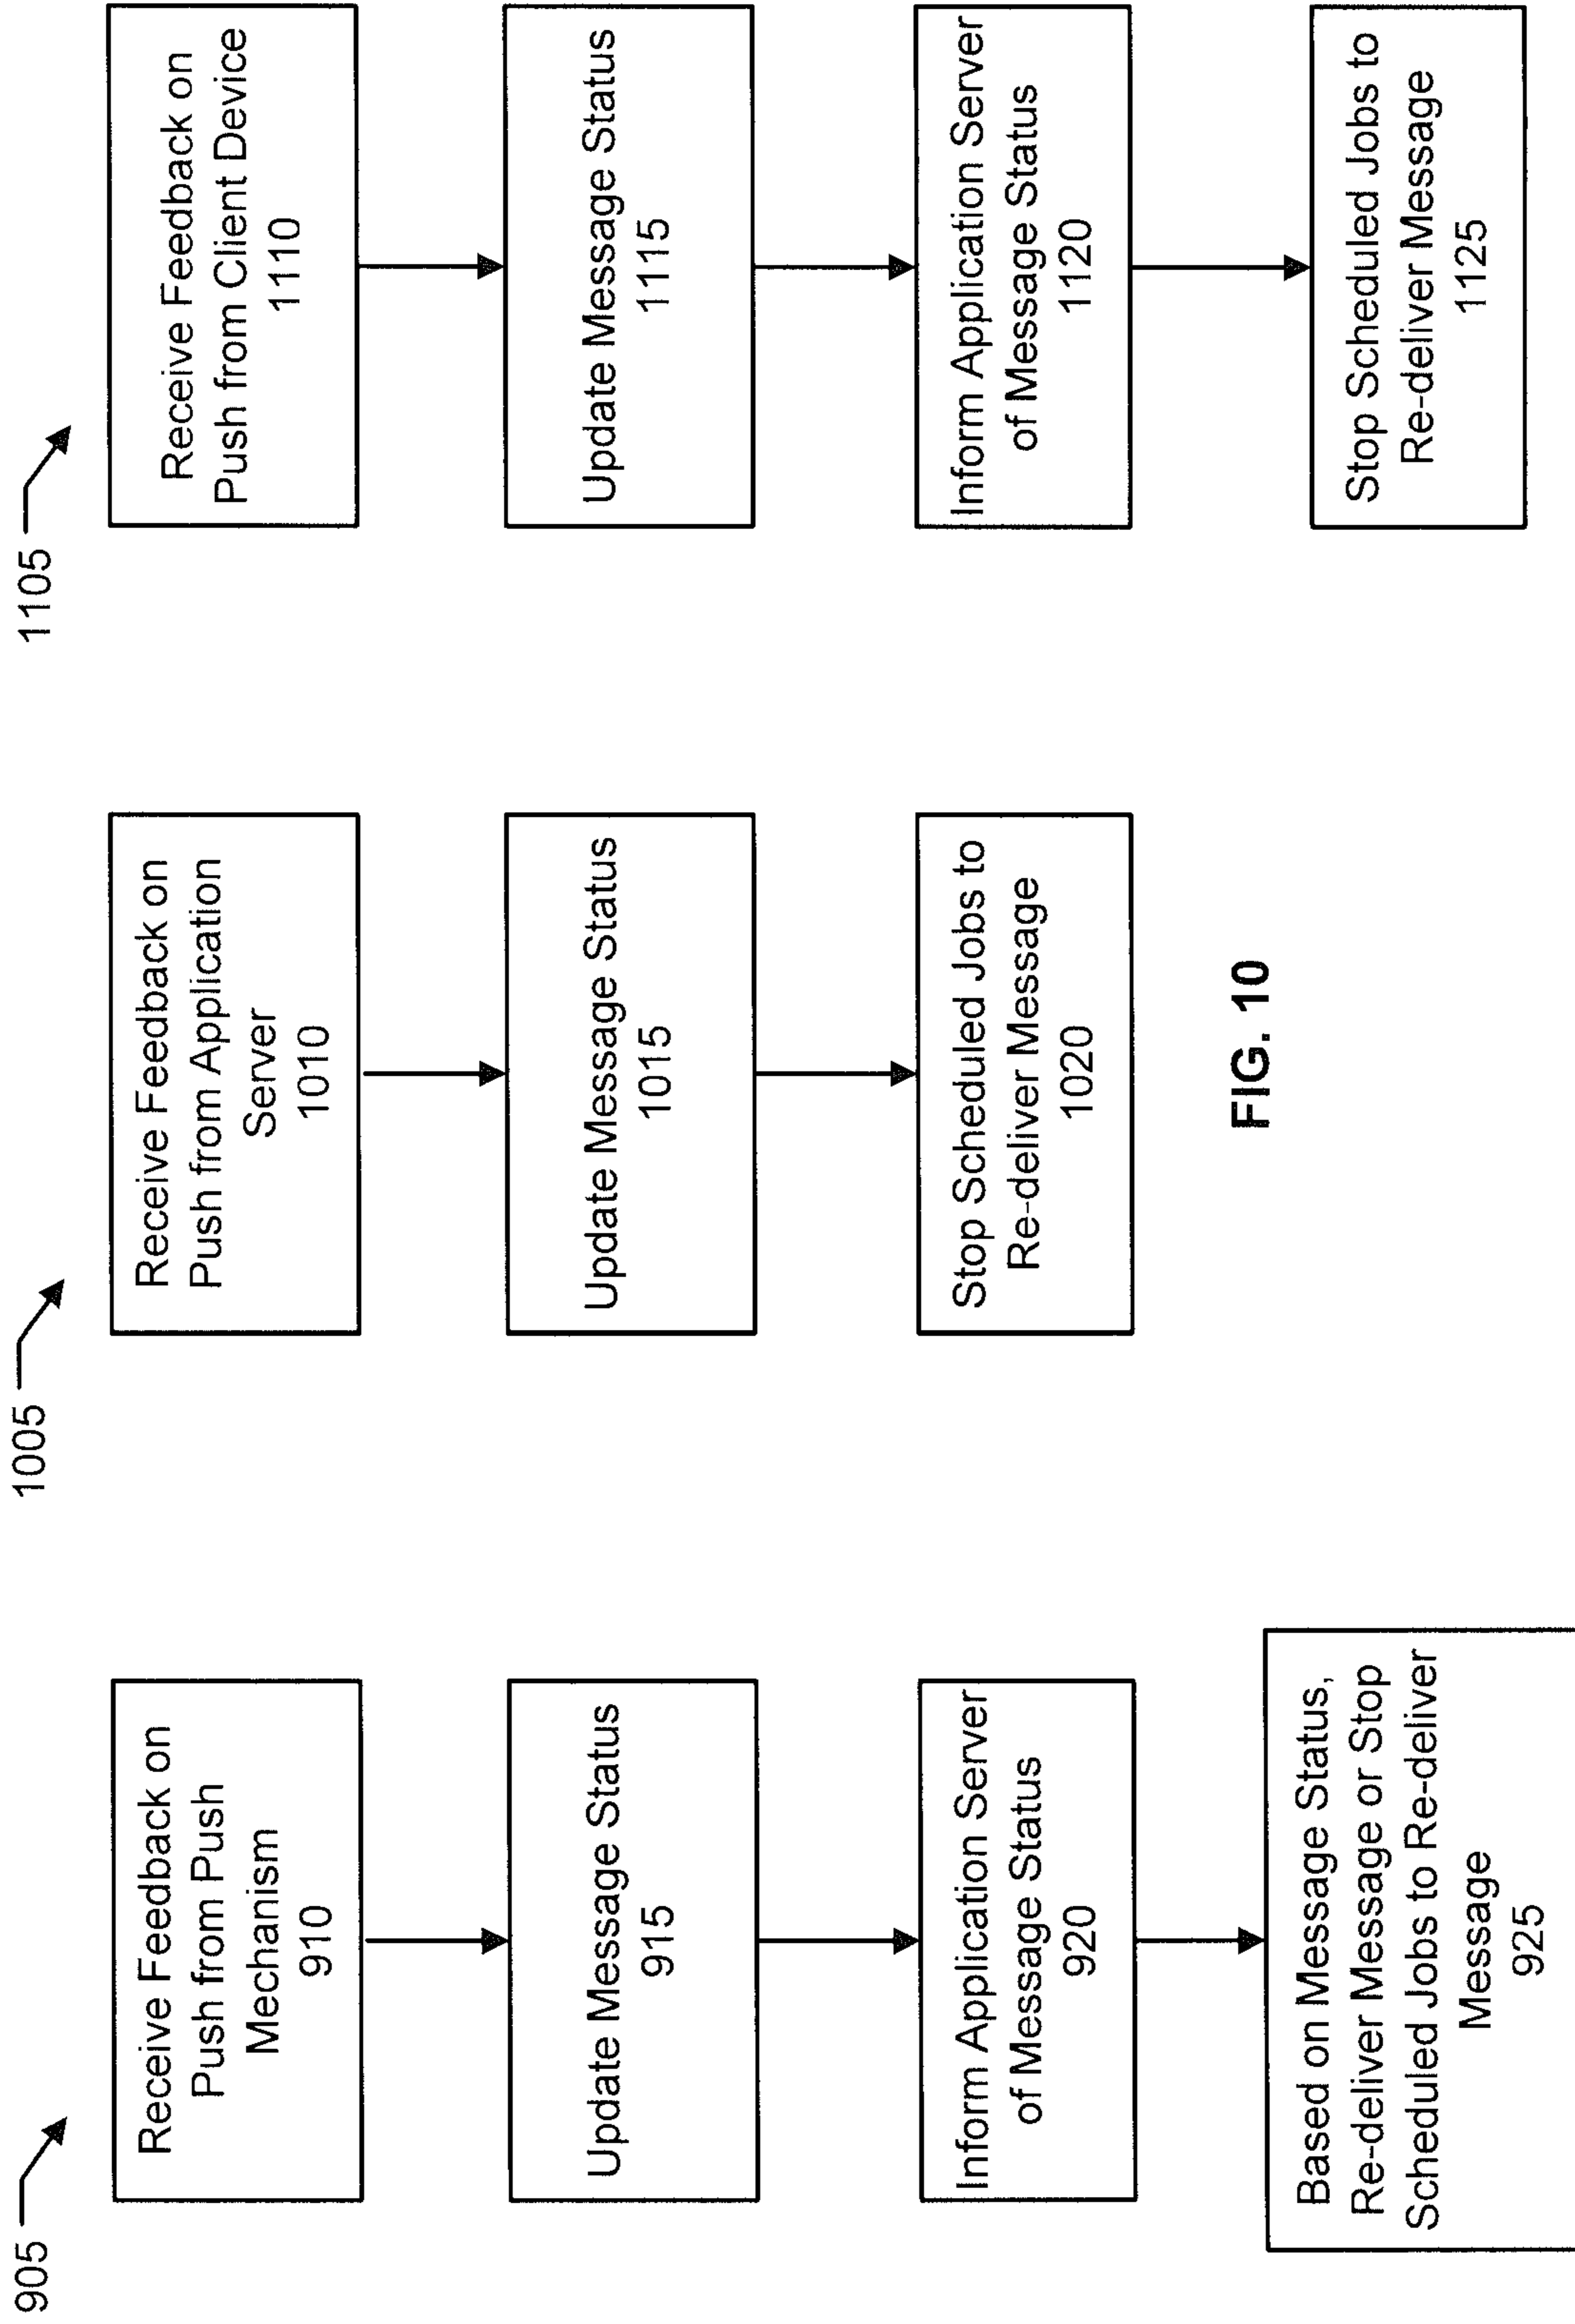 905
Receive Feedback on
Push from Push
Mechanism
910
Update Message Status
915
Inform Application Server
of Message Status
920
Based on Message Status,
Re-deliver Message or Stop
Scheduled Jobs to Re-deliver
Message
925
1005
Receive Feedback on
Push from Application
Server
1010
Update Message Status
1015
Stop Scheduled Jobs to
Re-deliver Message
1020
FIG. 10
1105
Receive Feedback on
Push from Client Device
1110
Update Message Status
1115
Inform Application Server
of Message Status
1120
Stop Scheduled Jobs to
Re-deliver Message
1125